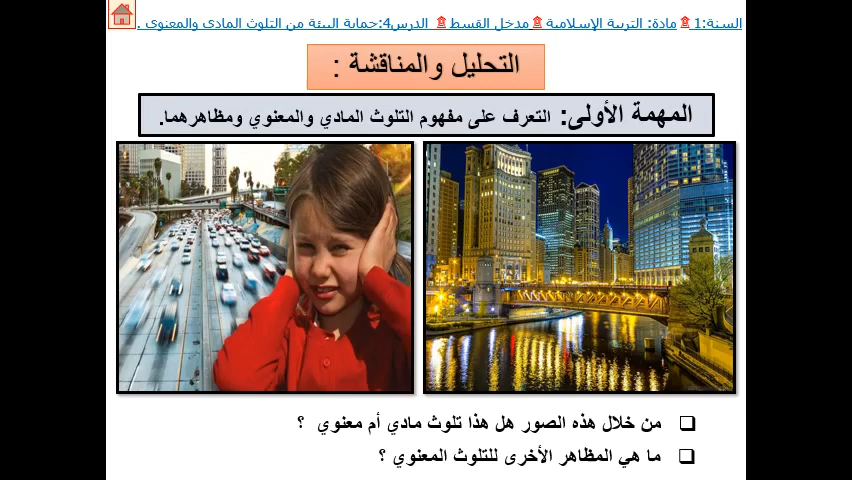 السنة:1 مادة: التربية الإسلامية مدخل القسط الدرس4:حماية البيئة من التلوث المادي والمعنوي .
التحليل والمناقشة :
المهمة الأولى: التعرف على مفهوم التلوث المادي والمعنوي ومظاهرهما.
من خلال هذه الصور هل هذا تلوث مادي أم معنوي ؟
ما هي المظاهر الأخرى للتلوث المعنوي ؟